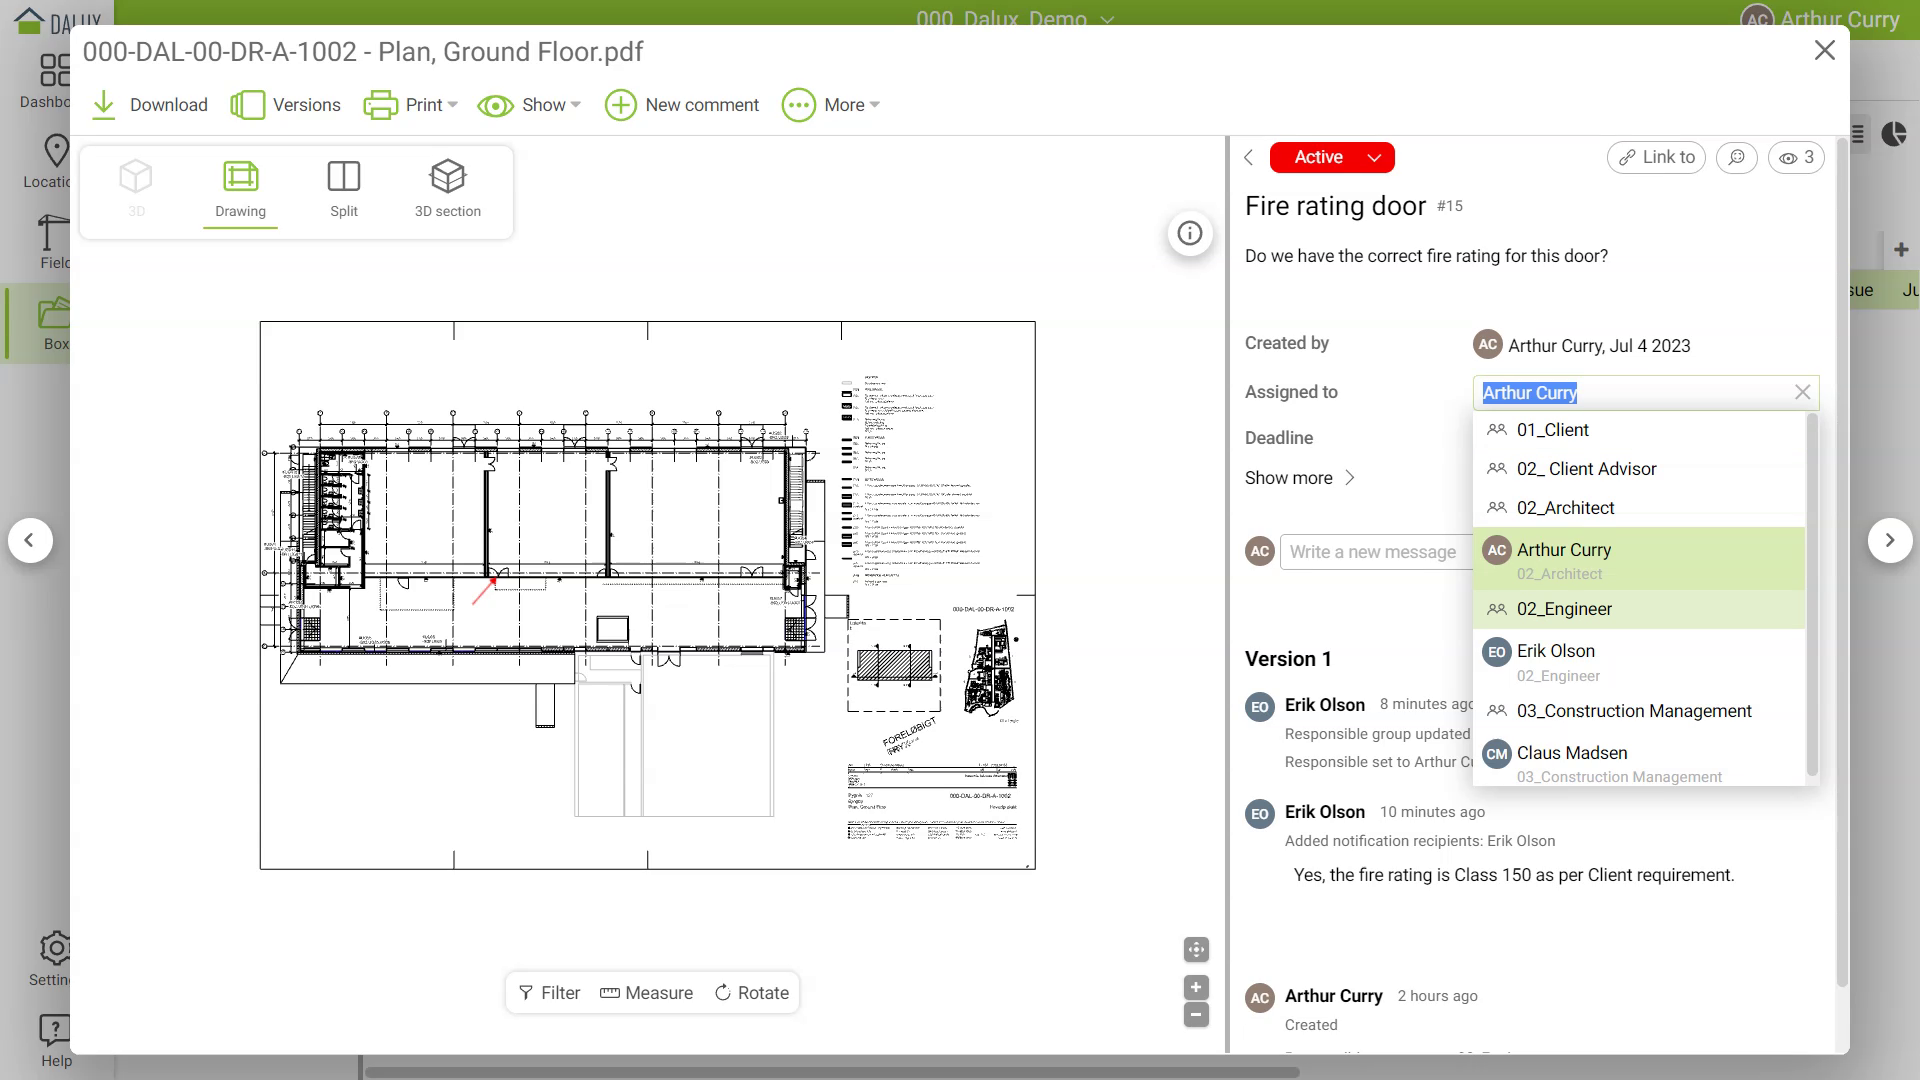 DALUX
000_Dalux_Demo
AC Arthur Curry
000-DAL-00-DR-A-1002 - Plan, Ground Floor.pdf
Download Versions Print Show New comment More
3D Drawing Split 3D section
Dashbo
Locatio
Field
Box
Setting
Help
Active
Link to
3
Fire rating door #15
Do we have the correct fire rating for this door?
Created by AC Arthur Curry, Jul 4 2023
Assigned to Arthur Curry
Deadline
Show more
AC Write a new message
01_Client
02_ Client Advisor
02_Architect
AC Arthur Curry
02_Architect
02_Engineer
EO Erik Olson
02_Engineer
03_Construction Management
CM Claus Madsen
03_Construction Management
Version 1
EO Erik Olson 8 minutes ago
Responsible group updated
Responsible set to Arthur Cu
EO Erik Olson 10 minutes ago
Added notification recipients: Erik Olson
Yes, the fire rating is Class 150 as per Client requirement.
AC Arthur Curry 2 hours ago
Created
sue Ju
000-DAL-00-DR-A-1002
FORELØBIGT
000-DAL-00-DR-A-1002
Plan, Ground Floor
Filter Measure Rotate